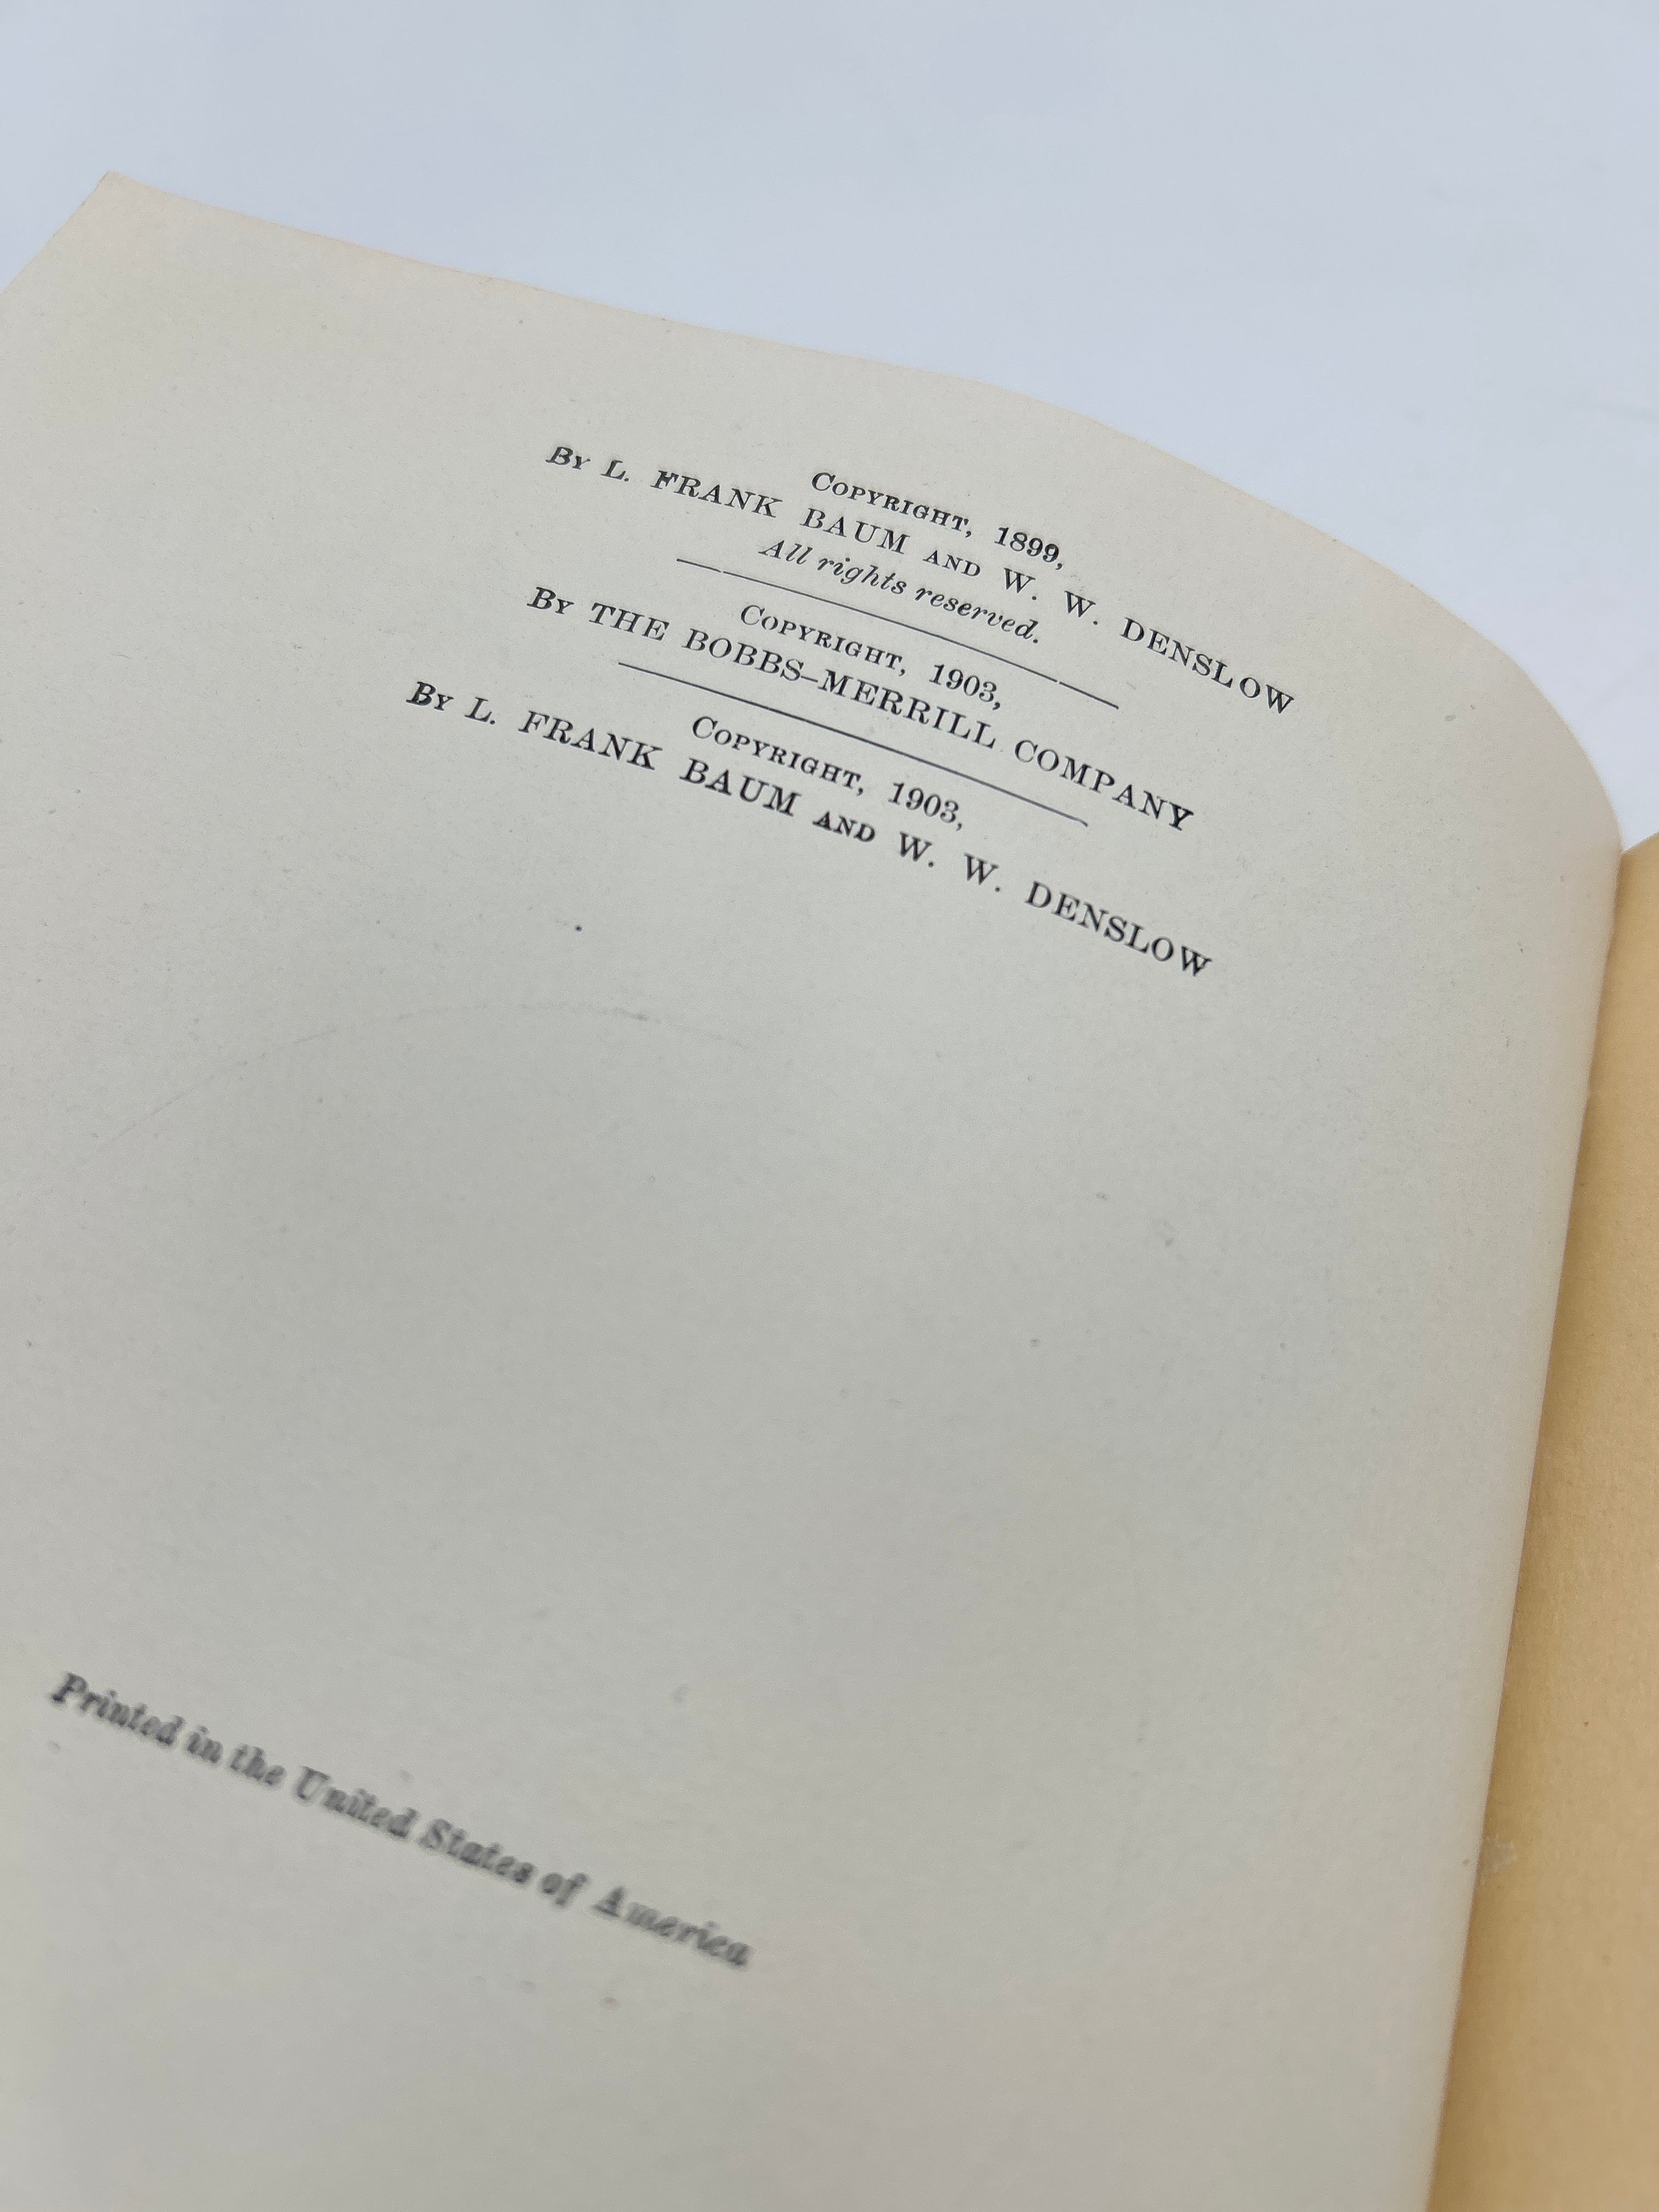 Copyright, 1899,
By L. FRANK BAUM and W. W. DENSLOW
All rights reserved.
Copyright, 1903,
By THE BOBBS–MERRILL COMPANY
Copyright, 1903,
By L. FRANK BAUM and W. W. DENSLOW
Printed in the United States of America